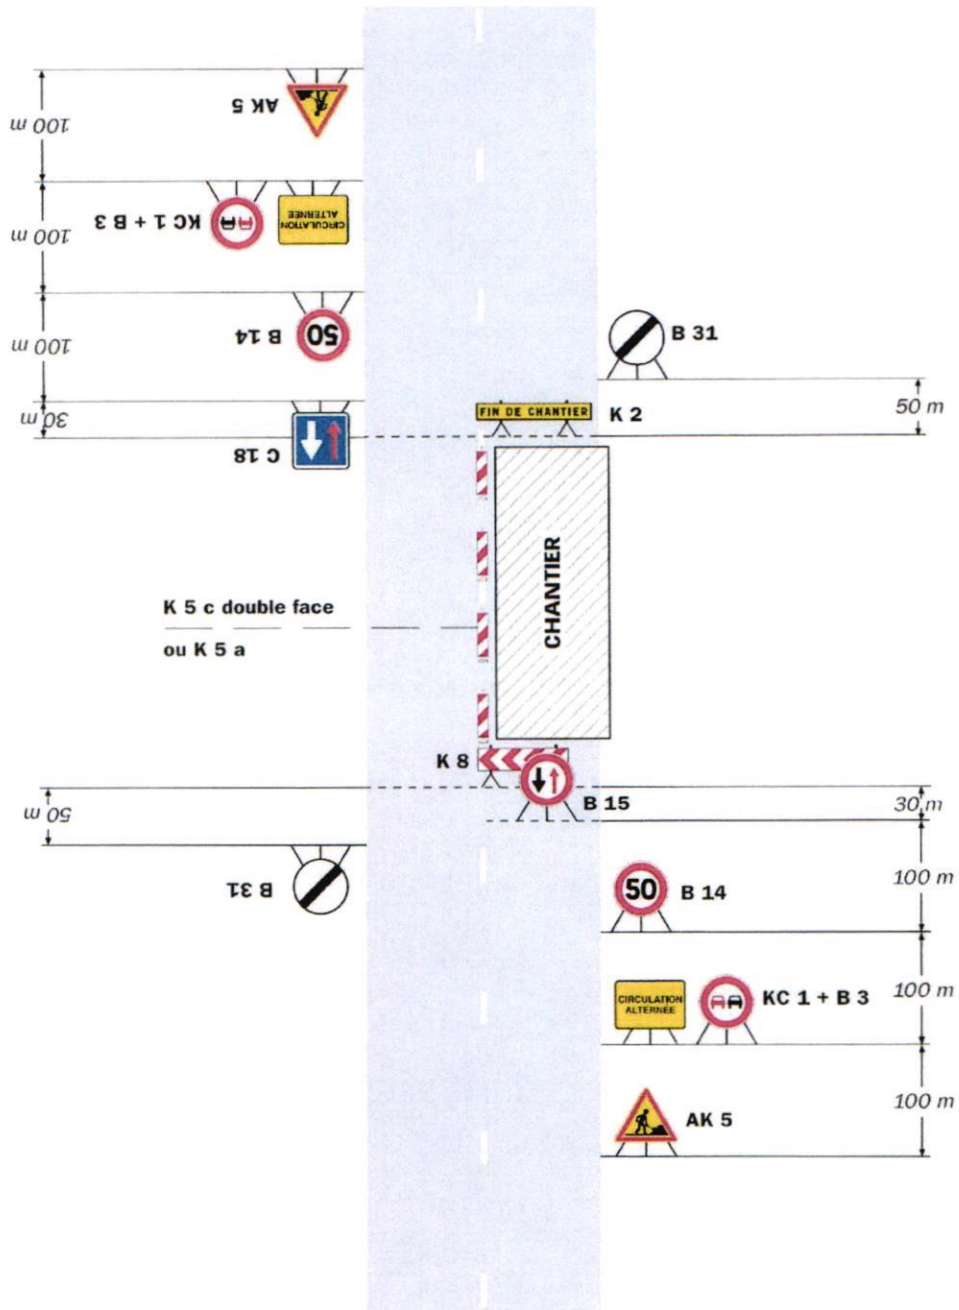 100 m
AK 5
100 m
KC 1 + B 3
CIRCULATION
ALTERNÉE
100 m
B 14
50
B 31
30 m
C 18
FIN DE CHANTIER
K 2
50 m
CHANTIER
K 5 c double face
ou K 5 a
K 8
B 15
30 m
50 m
B 31
50
B 14
100 m
CIRCULATION
ALTERNÉE
KC 1 + B 3
100 m
AK 5
100 m